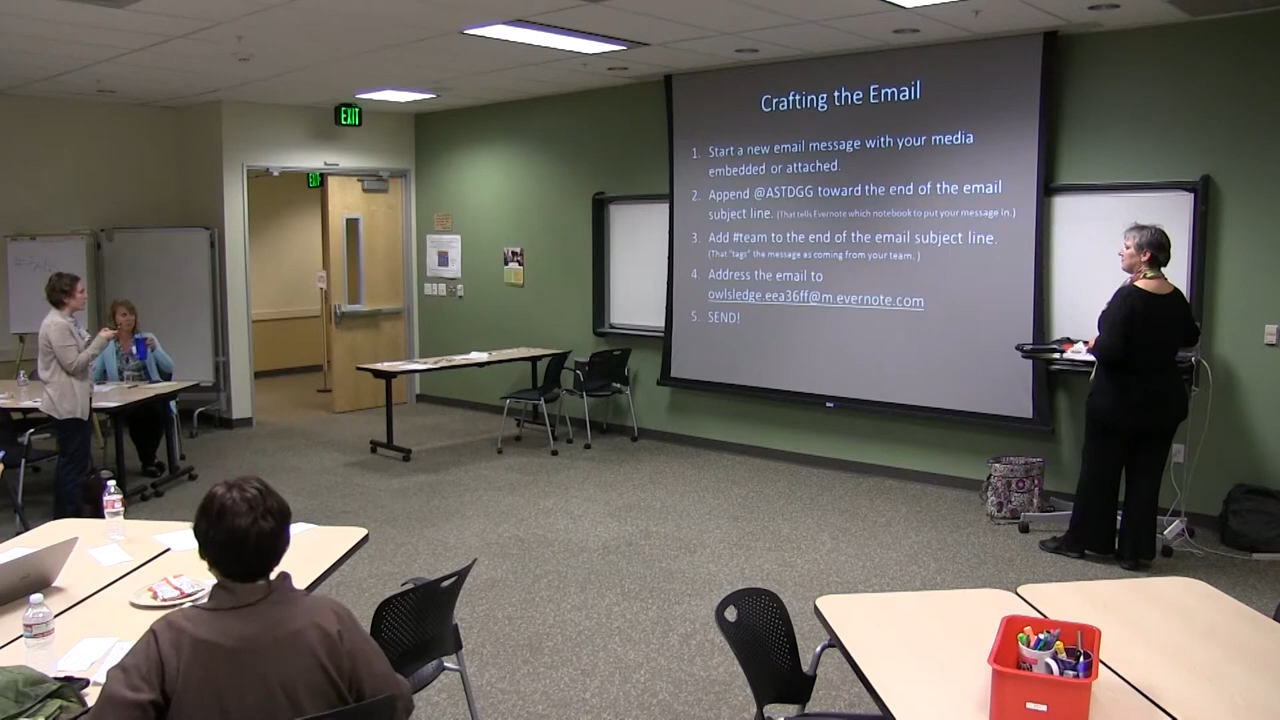 EXIT
EXIT
Crafting the Email
1. Start a new email message with your media
embedded or attached.
2. Append @ASTDGG toward the end of the email
subject line. (That tells Evernote which notebook to put your message in.)
3. Add #team to the end of the email subject line.
(That "tags" the message as coming from your team. )
4. Address the email to
owlsledge.eea36ff@m.evernote.com
5. SEND!